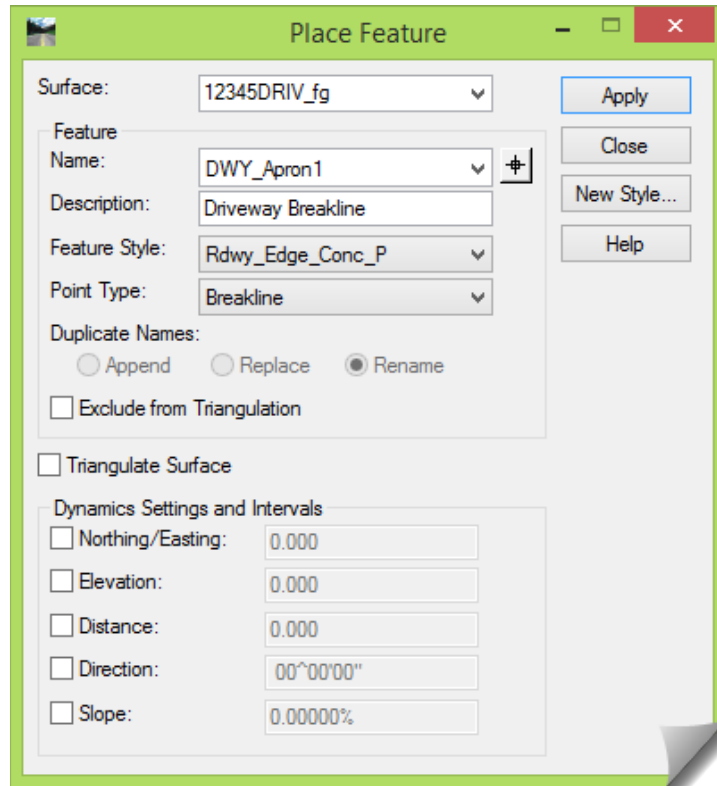 Place Feature
Surface: 12345DRIV_fg Apply
Feature
Name: DWY_Apron1 Close
Description: Driveway Breakline New Style...
Feature Style: Rdwy_Edge_Conc_P Help
Point Type: Breakline
Duplicate Names:
Append Replace Rename
Exclude from Triangulation
Triangulate Surface
Dynamics Settings and Intervals
Northing/Easting: 0.000
Elevation: 0.000
Distance: 0.000
Direction: 00^00'00"
Slope: 0.00000%